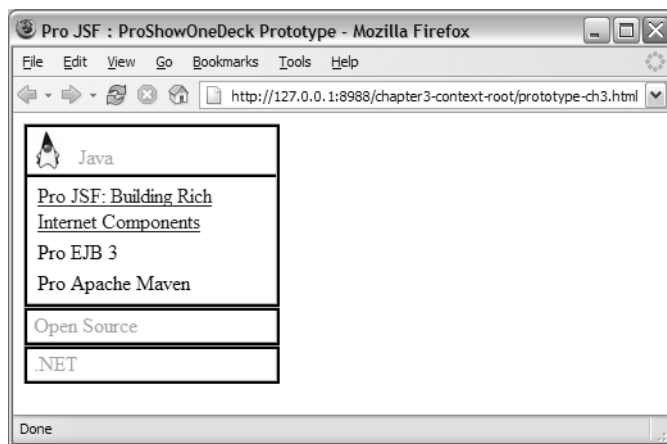 Pro JSF : ProShowOneDeck Prototype - Mozilla Firefox
File Edit View Go Bookmarks Tools Help
http://127.0.0.1:8988/chapter3-context-root/prototype-ch3.html
Java
Pro JSF: Building Rich
Internet Components
Pro EJB 3
Pro Apache Maven
Open Source
.NET
Done